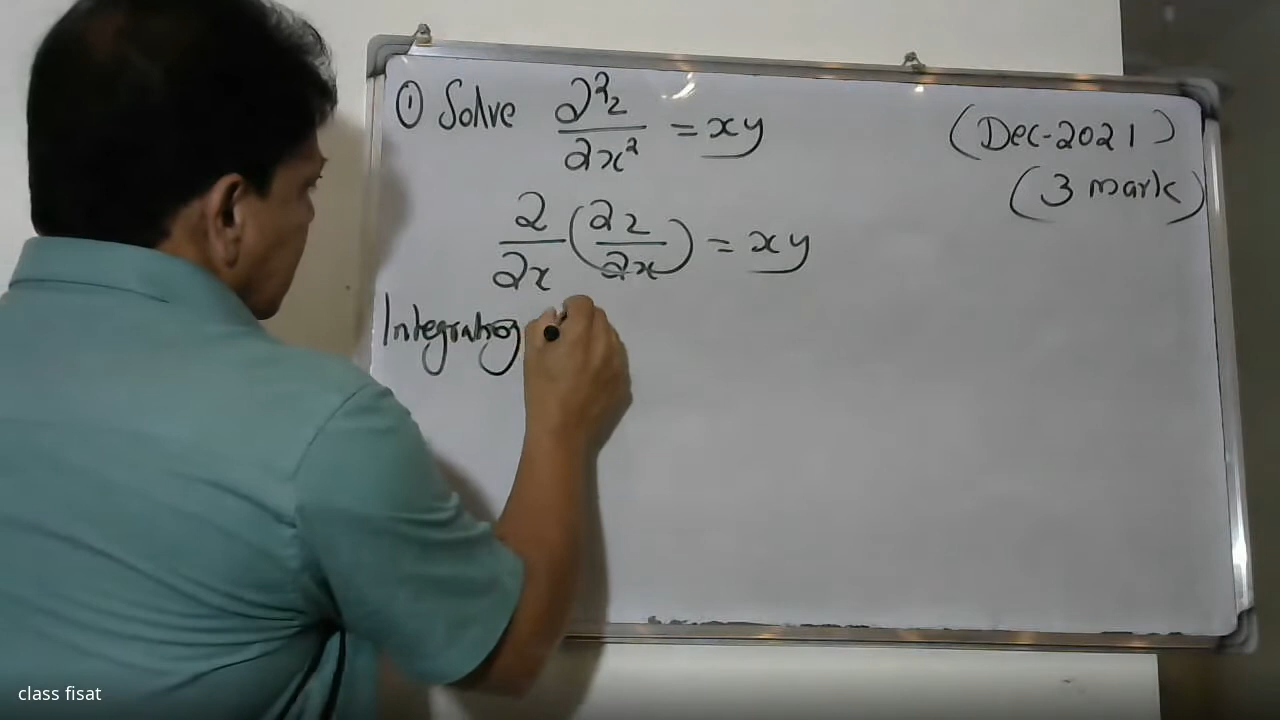 ① Solve ∂²z/∂x² = xy (Dec-2021)
(3 mark)
∂/∂x (∂z/∂x) = xy
Integrating
class fisat